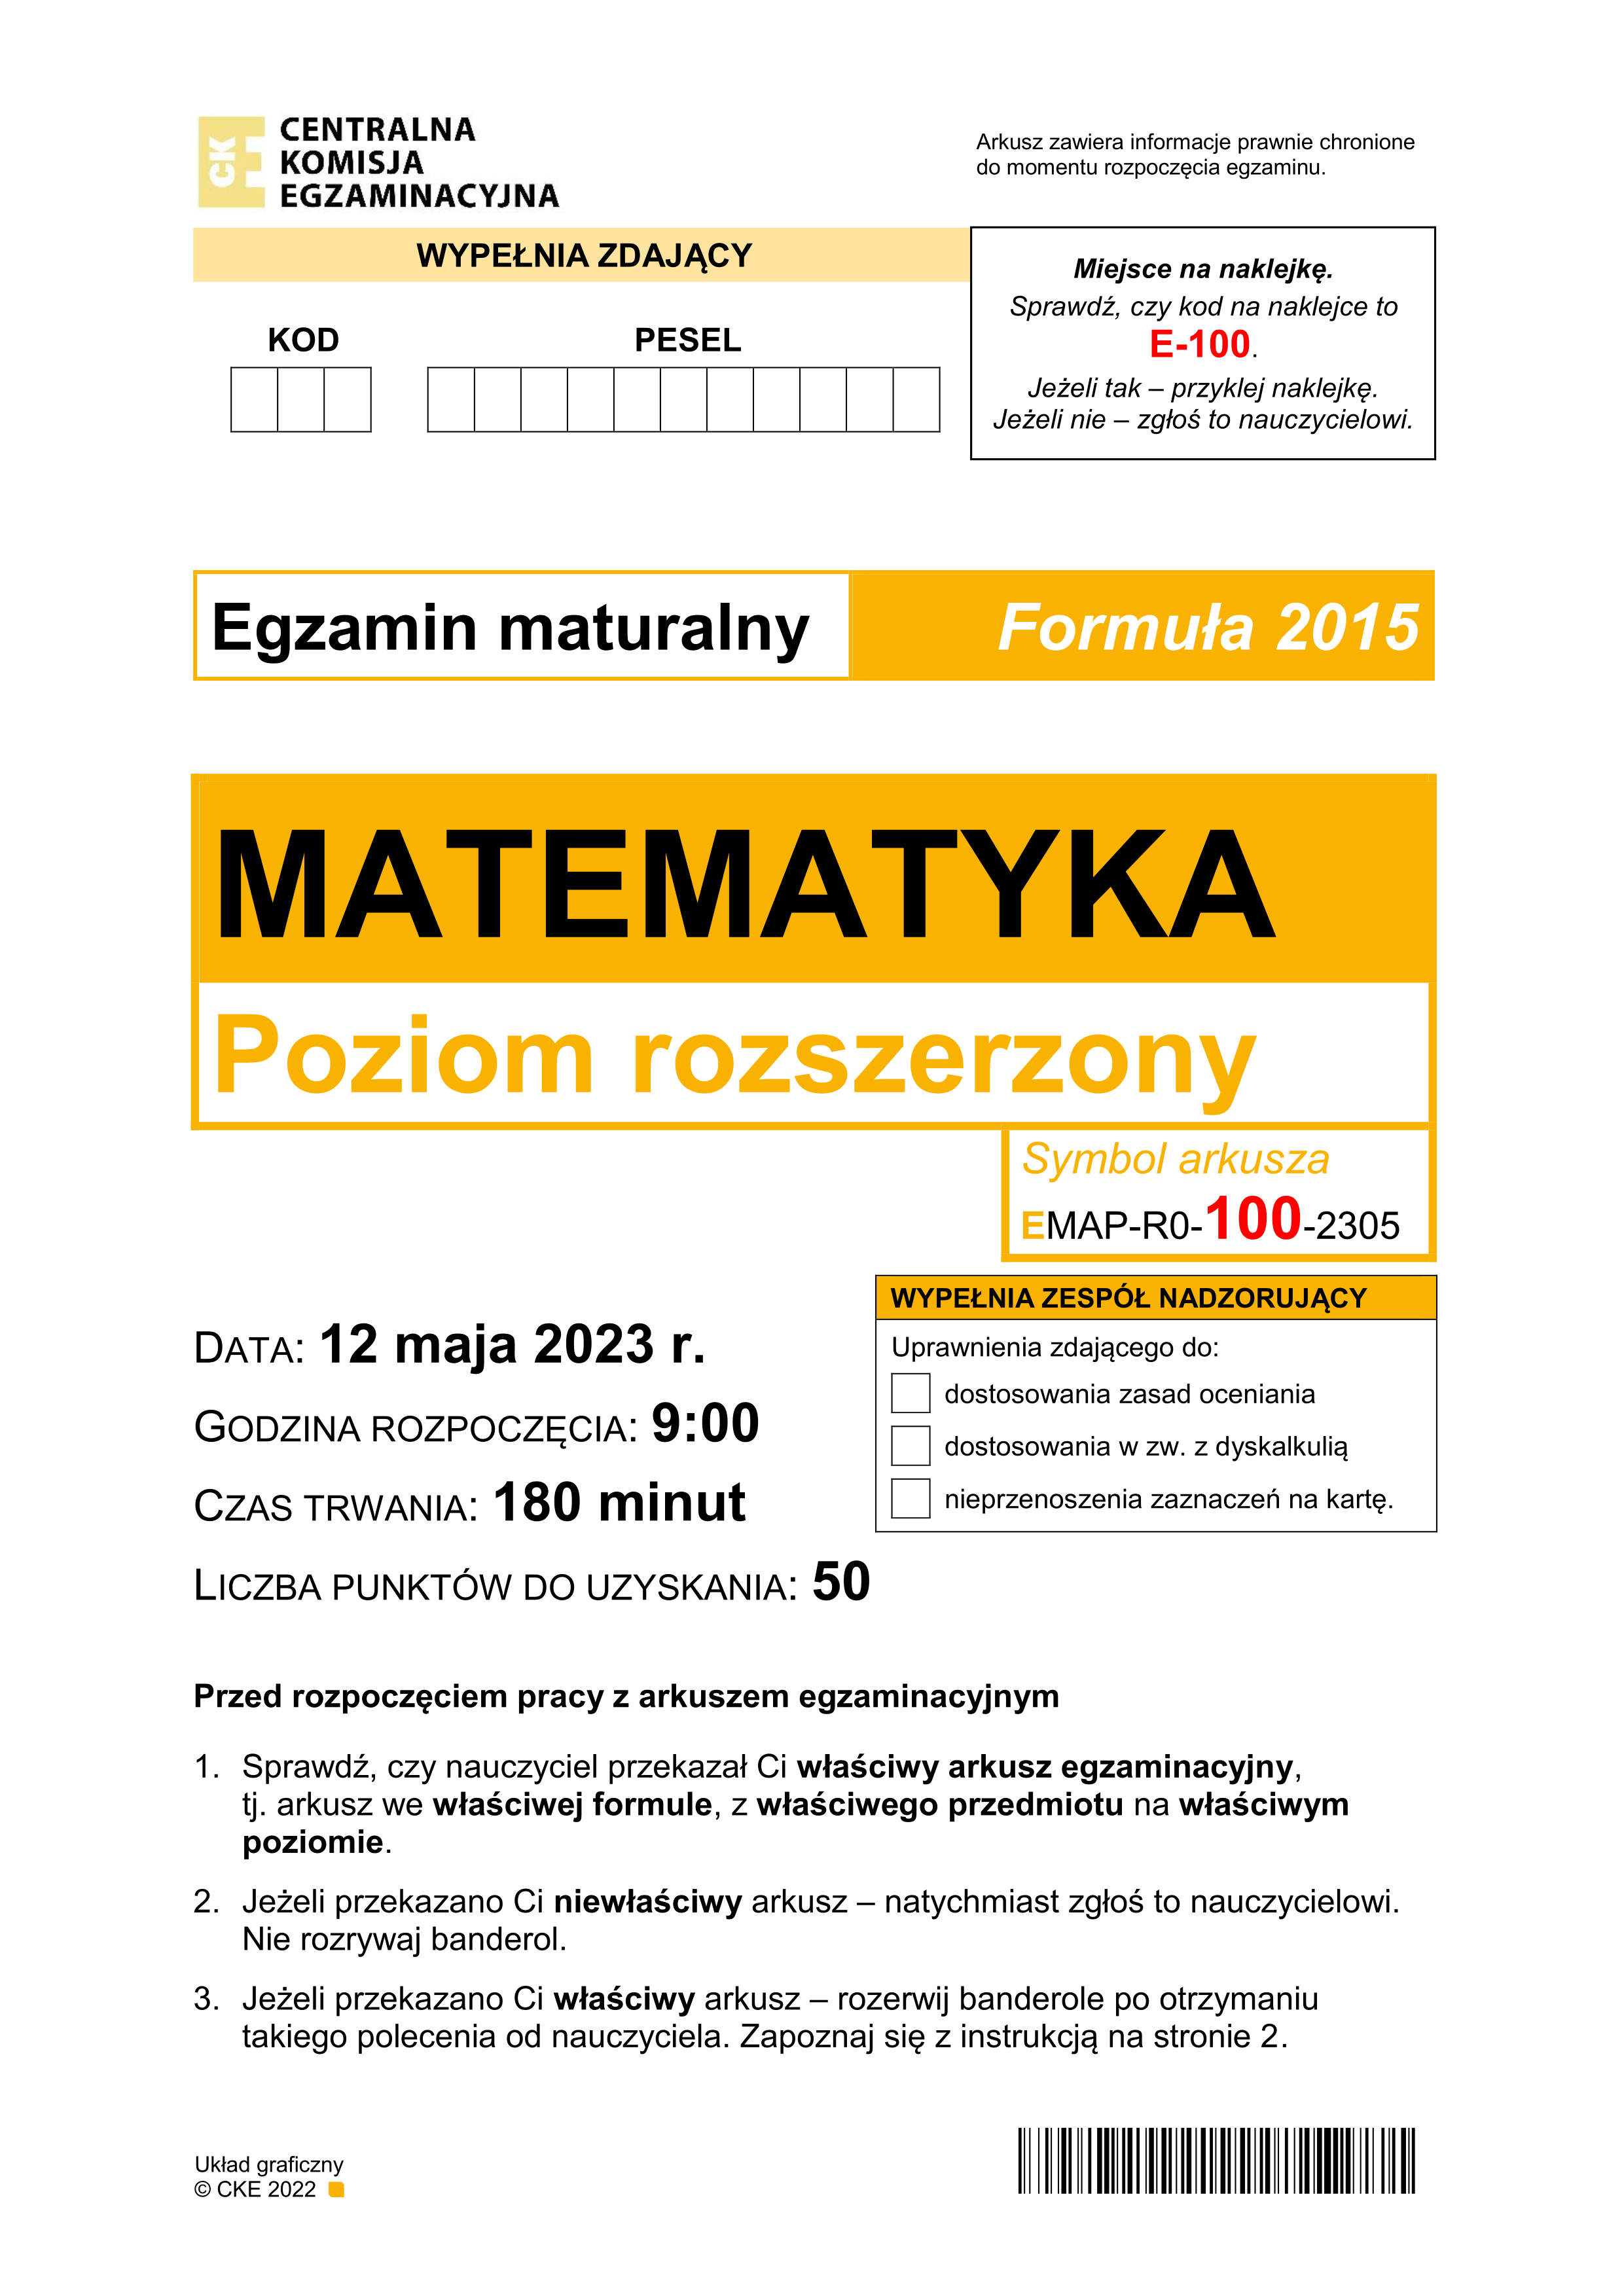 CK
CENTRALNA
KOMISJA
EGZAMINACYJNA
Arkusz zawiera informacje prawnie chronione
do momentu rozpoczęcia egzaminu.
WYPEŁNIA ZDAJĄCY
KOD
PESEL
Miejsce na naklejkę.
Sprawdź, czy kod na naklejce to
E-100.
Jeżeli tak – przyklej naklejkę.
Jeżeli nie – zgłoś to nauczycielowi.
Egzamin maturalny
Formuła 2015
MATEMATYKA
Poziom rozszerzony
Symbol arkusza
EMAP-R0-100-2305
DATA: 12 maja 2023 r.
GODZINA ROZPOCZĘCIA: 9:00
CZAS TRWANIA: 180 minut
LICZBA PUNKTÓW DO UZYSKANIA: 50
WYPEŁNIA ZESPÓŁ NADZORUJĄCY
Uprawnienia zdającego do:
dostosowania zasad oceniania
dostosowania w zw. z dyskalkulią
nieprzenoszenia zaznaczeń na kartę.
Przed rozpoczęciem pracy z arkuszem egzaminacyjnym
1. Sprawdź, czy nauczyciel przekazał Ci właściwy arkusz egzaminacyjny,
tj. arkusz we właściwej formule, z właściwego przedmiotu na właściwym
poziomie.
2. Jeżeli przekazano Ci niewłaściwy arkusz – natychmiast zgłoś to nauczycielowi.
Nie rozrywaj banderol.
3. Jeżeli przekazano Ci właściwy arkusz – rozerwij banderole po otrzymaniu
takiego polecenia od nauczyciela. Zapoznaj się z instrukcją na stronie 2.
Układ graficzny
© CKE 2022